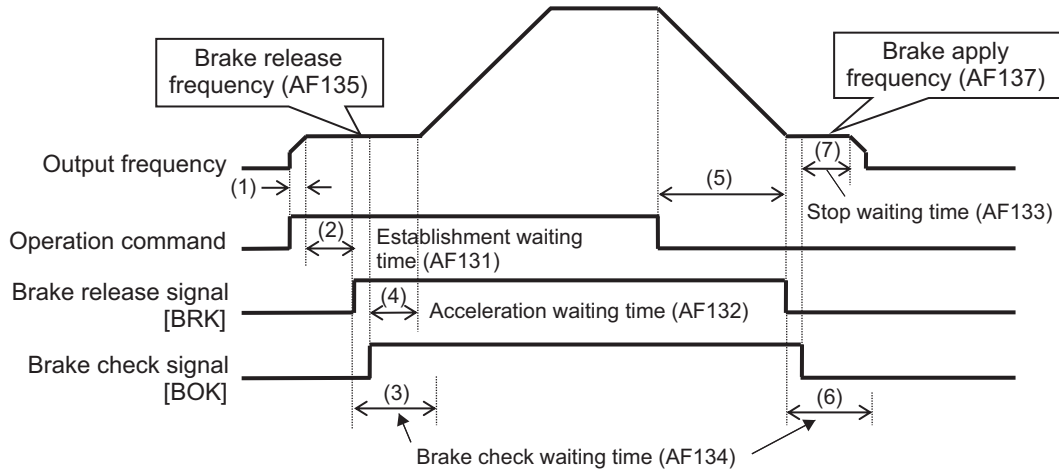 Brake release
frequency (AF135)
Brake apply
frequency (AF137)
Output frequency
(1)
(5)
(7)
Stop waiting time (AF133)
Operation command
(2)
Establishment waiting
time (AF131)
Brake release signal
[BRK]
(4)
Acceleration waiting time (AF132)
Brake check signal
[BOK]
(3)
(6)
Brake check waiting time (AF134)